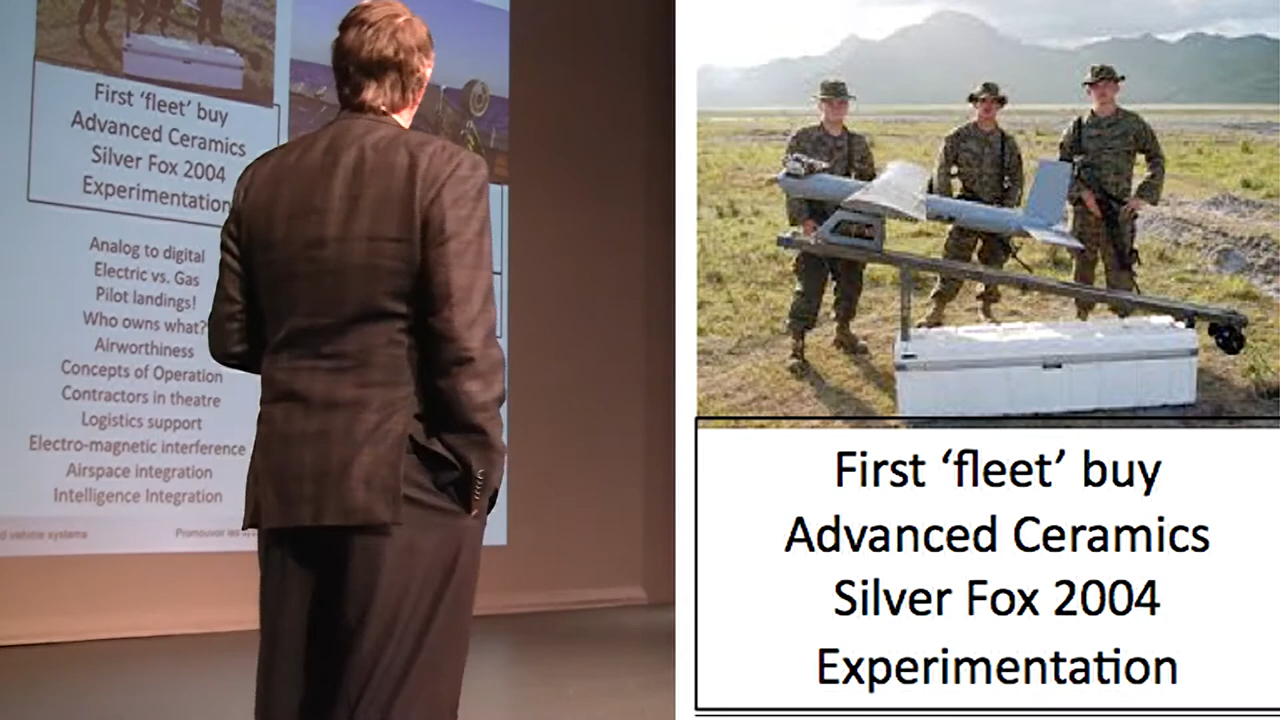 First ‘fleet’ buy
Advanced Ceramics
Silver Fox 2004
Experimentation
Analog to digital
Electric vs. Gas
Pilot landings!
Who owns what?
Airworthiness
Concepts of Operation
Contractors in theatre
Logistics support
Electro-magnetic interference
Airspace integration
Intelligence Integration
vehicle systems
Promouvoir les
First ‘fleet’ buy
Advanced Ceramics
Silver Fox 2004
Experimentation